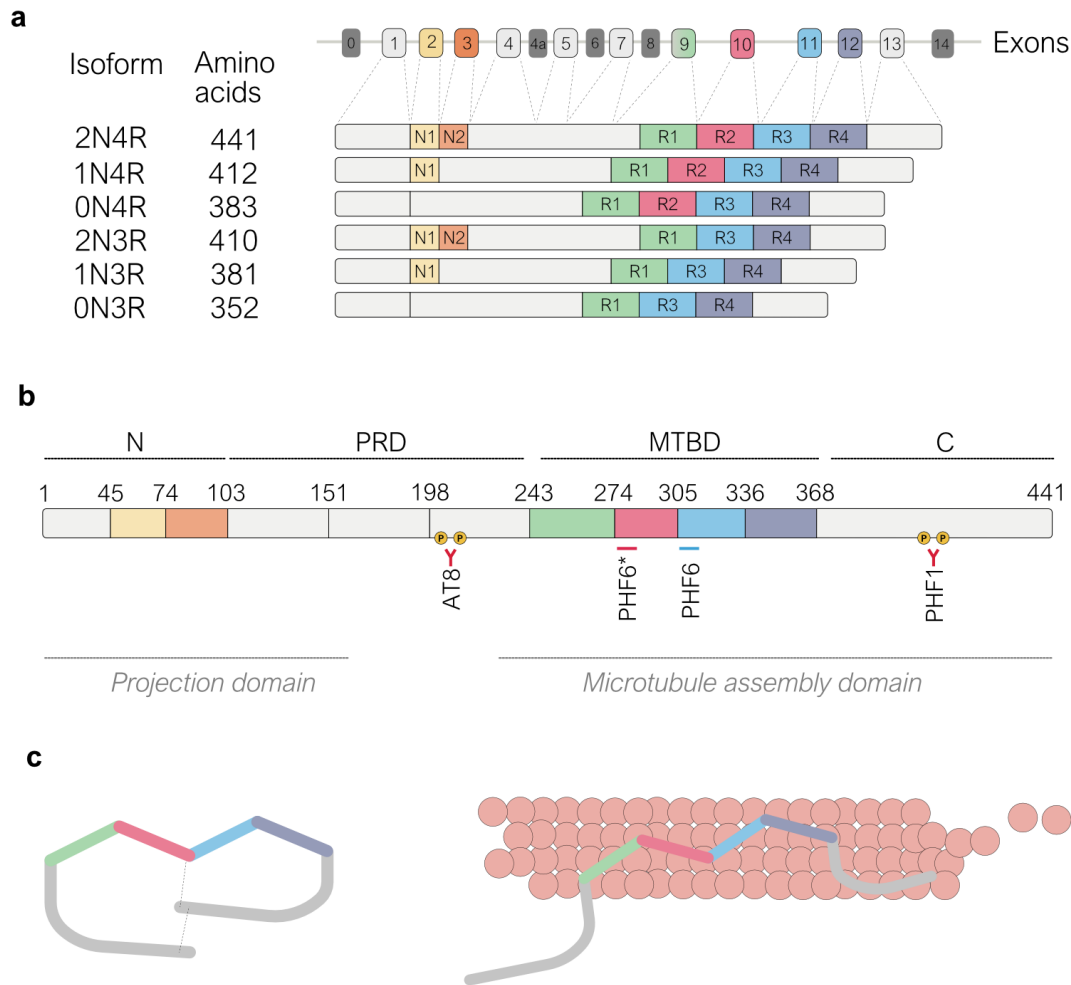 a
0 1 2 3 4 4a 5 6 7 8 9 10 11 12 13 14 Exons
Isoform Amino acids
2N4R 441 N1 N2 R1 R2 R3 R4
1N4R 412 N1 R1 R2 R3 R4
0N4R 383 R1 R2 R3 R4
2N3R 410 N1 N2 R1 R3 R4
1N3R 381 N1 R1 R3 R4
0N3R 352 R1 R3 R4
b
N PRD MTBD C
1 45 74 103 151 198 243 274 305 336 368 441
P P P P
AT8 PHF6* PHF6 PHF1
Projection domain Microtubule assembly domain
c